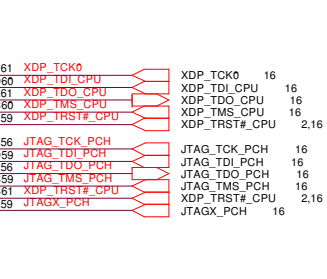 61 XDP_TCK0 XDP_TCK0 16
60 XDP_TDI_CPU XDP_TDI_CPU 16
61 XDP_TDO_CPU XDP_TDO_CPU 16
60 XDP_TMS_CPU XDP_TMS_CPU 16
59 XDP_TRST#_CPU XDP_TRST#_CPU 2,16
56 JTAG_TCK_PCH JTAG_TCK_PCH 16
59 JTAG_TDI_PCH JTAG_TDI_PCH 16
56 JTAG_TDO_PCH JTAG_TDO_PCH 16
59 JTAG_TMS_PCH JTAG_TMS_PCH 16
61 XDP_TRST#_CPU XDP_TRST#_CPU 2,16
59 JTAGX_PCH JTAGX_PCH 16